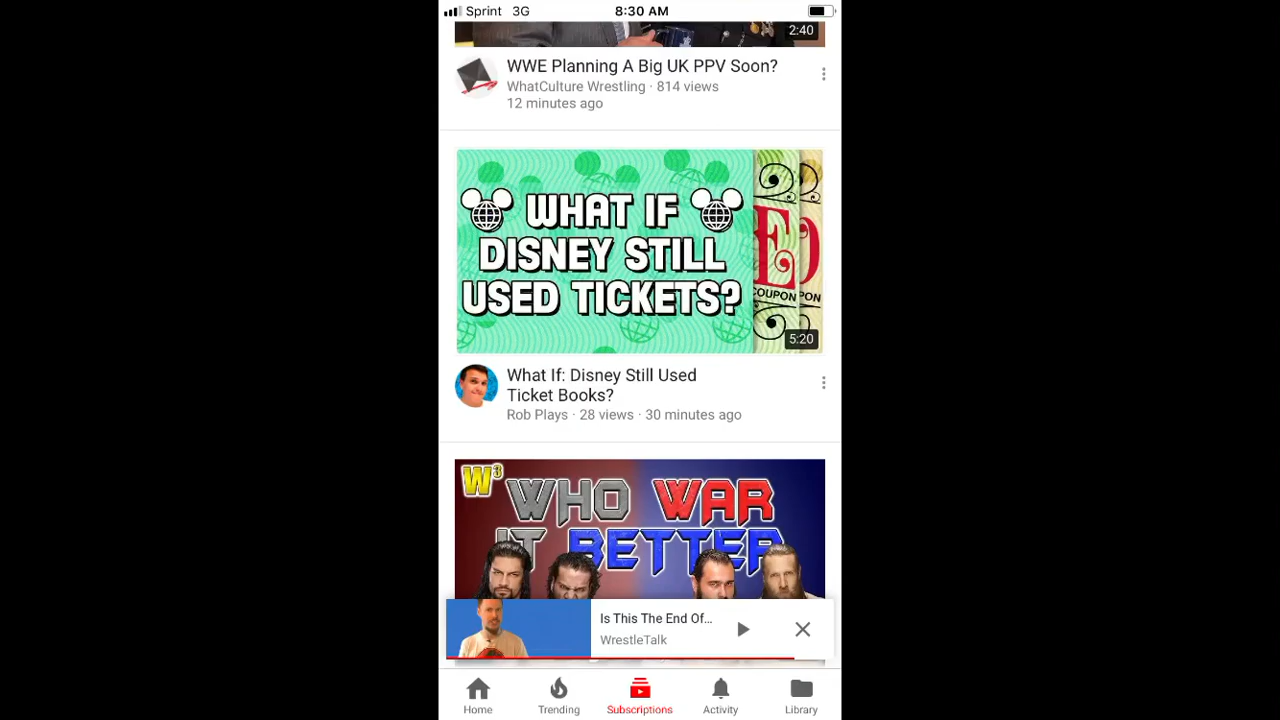 Sprint 3G 8:30 AM
2:40
WWE Planning A Big UK PPV Soon?
WhatCulture Wrestling · 814 views
12 minutes ago
WHAT IF
DISNEY STILL
USED TICKETS?
E D
COUPON PON
5:20
What If: Disney Still Used
Ticket Books?
Rob Plays · 28 views · 30 minutes ago
W3
WHO WAR
IT BETTER
Is This The End Of...
WrestleTalk
Home Trending Subscriptions Activity Library